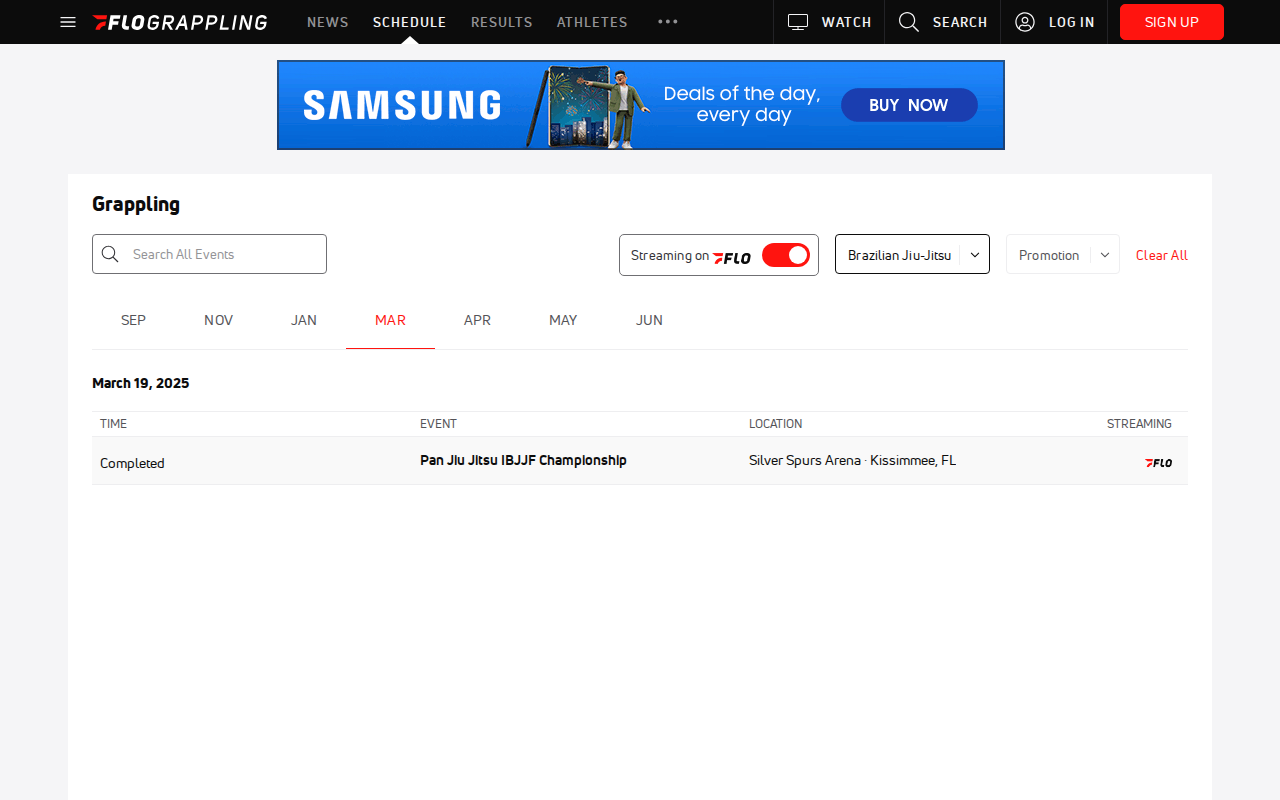 FLOGRAPPLING NEWS SCHEDULE RESULTS ATHLETES ••• WATCH SEARCH LOG IN SIGN UP
SAMSUNG Deals of the day, every day BUY NOW
Grappling
Search All Events Streaming on FLO Brazilian Jiu-Jitsu Promotion Clear All
SEP NOV JAN MAR APR MAY JUN
March 19, 2025
TIME EVENT LOCATION STREAMING
Completed Pan Jiu Jitsu IBJJF Championship Silver Spurs Arena · Kissimmee, FL FLO